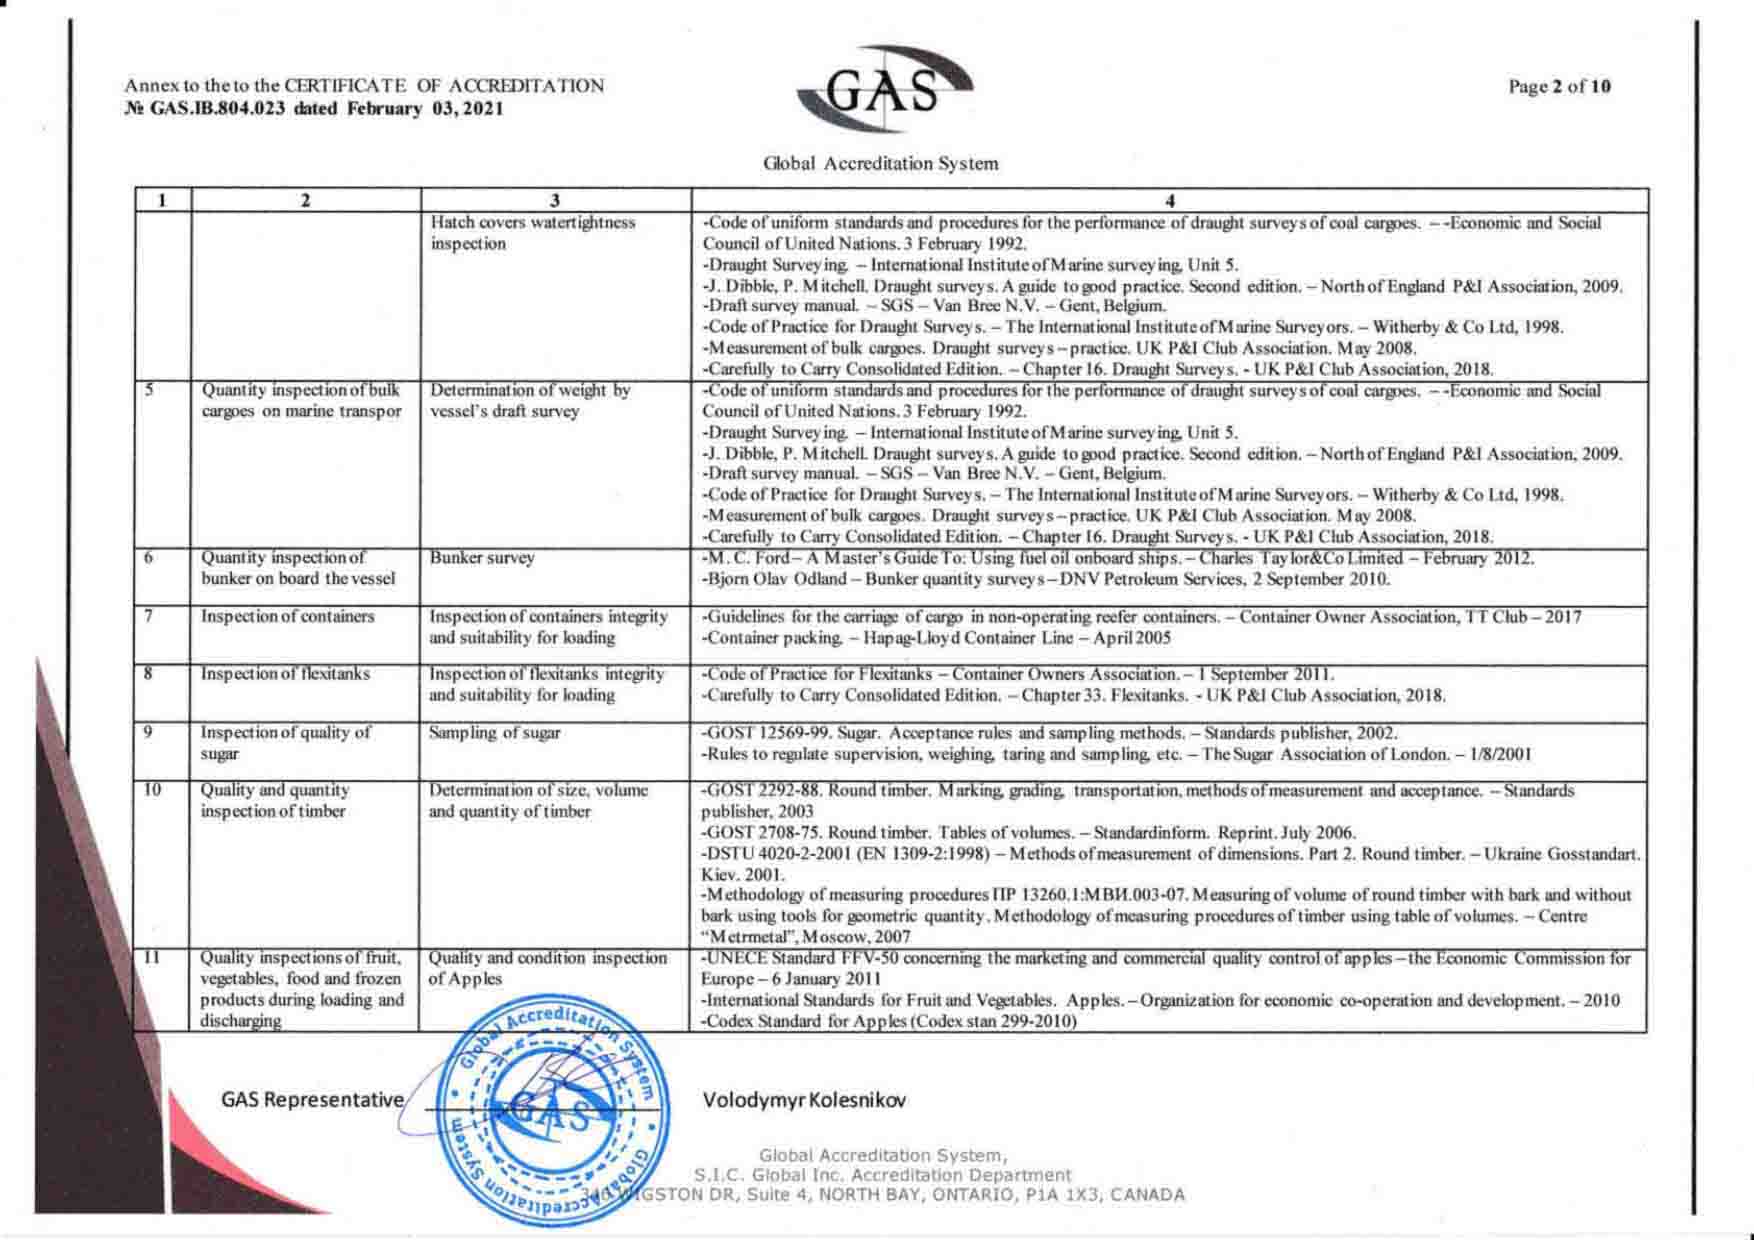 Annex to the to the CERTIFICATE OF ACCREDITATION
№ GAS.IB.804.023 dated February 03, 2021
GAS
Global Accreditation System
Page 2 of 10
1 2 3 4
Hatch covers watertightness
inspection
-Code of uniform standards and procedures for the performance of draught surveys of coal cargoes. – -Economic and Social
Council of United Nations. 3 February 1992.
-Draught Surveying. – International Institute of Marine surveying, Unit 5.
-J. Dibble, P. Mitchell. Draught surveys. A guide to good practice. Second edition. – North of England P&I Association, 2009.
-Draft survey manual. – SGS – Van Bree N.V. – Gent, Belgium.
-Code of Practice for Draught Surveys. – The International Institute of Marine Surveyors. – Witherby & Co Ltd, 1998.
-Measurement of bulk cargoes. Draught surveys – practice. UK P&I Club Association. May 2008.
-Carefully to Carry Consolidated Edition. – Chapter 16. Draught Surveys. - UK P&I Club Association, 2018.
5
Quantity inspection of bulk
cargoes on marine transpor
Determination of weight by
vessel's draft survey
-Code of uniform standards and procedures for the performance of draught surveys of coal cargoes. – -Economic and Social
Council of United Nations. 3 February 1992.
-Draught Surveying. – International Institute of Marine surveying, Unit 5.
-J. Dibble, P. Mitchell. Draught surveys. A guide to good practice. Second edition. – North of England P&I Association, 2009.
-Draft survey manual. – SGS – Van Bree N.V. – Gent, Belgium.
-Code of Practice for Draught Surveys. – The International Institute of Marine Surveyors. – Witherby & Co Ltd, 1998.
-Measurement of bulk cargoes. Draught surveys – practice. UK P&I Club Association. May 2008.
-Carefully to Carry Consolidated Edition. – Chapter 16. Draught Surveys. - UK P&I Club Association, 2018.
6
Quantity inspection of
bunker on board the vessel
Bunker survey
-M. C. Ford– A Master's Guide To: Using fuel oil onboard ships. – Charles Taylor&Co Limited – February 2012.
-Bjorn Olav Odland – Bunker quantity surveys – DNV Petroleum Services, 2 September 2010.
7
Inspection of containers
Inspection of containers integrity
and suitability for loading
-Guidelines for the carriage of cargo in non-operating reefer containers. – Container Owner Association, TT Club – 2017
-Container packing. – Hapag-Lloyd Container Line – April 2005
8
Inspection of flexitanks
Inspection of flexitanks integrity
and suitability for loading
-Code of Practice for Flexitanks – Container Owners Association. – 1 September 2011.
-Carefully to Carry Consolidated Edition. – Chapter 33. Flexitanks. - UK P&I Club Association, 2018.
9
Inspection of quality of
sugar
Sampling of sugar
-GOST 12569-99. Sugar. Acceptance rules and sampling methods. – Standards publisher, 2002.
-Rules to regulate supervision, weighing, taring and sampling, etc. – The Sugar Association of London. – 1/8/2001
10
Quality and quantity
inspection of timber
Determination of size, volume
and quantity of timber
-GOST 2292-88. Round timber. Marking, grading, transportation, methods of measurement and acceptance. – Standards
publisher, 2003
-GOST 2708-75. Round timber. Tables of volumes. – Standardinform. Reprint. July 2006.
-DSTU 4020-2-2001 (EN 1309-2:1998) – Methods of measurement of dimensions. Part 2. Round timber. – Ukraine Gosstandart.
Kiev. 2001.
-Methodology of measuring procedures ПР 13260.1:МВИ.003-07. Measuring of volume of round timber with bark and without
bark using tools for geometric quantity. Methodology of measuring procedures of timber using table of volumes. – Centre
“Metrmetal”, Moscow, 2007
11
Quality inspections of fruit,
vegetables, food and frozen
products during loading and
discharging
Quality and condition inspection
of Apples
-UNECE Standard FFV-50 concerning the marketing and commercial quality control of apples – the Economic Commission for
Europe – 6 January 2011
-International Standards for Fruit and Vegetables. Apples. – Organization for economic co-operation and development. – 2010
-Codex Standard for Apples (Codex stan 299-2010)
GAS Representative
Volodymyr Kolesnikov
Global Accreditation System
Global Accreditation System
GAS
Global Accreditation System,
S.I.C. Global Inc. Accreditation Department
WIGSTON DR, Suite 4, NORTH BAY, ONTARIO, P1A 1X3, CANADA